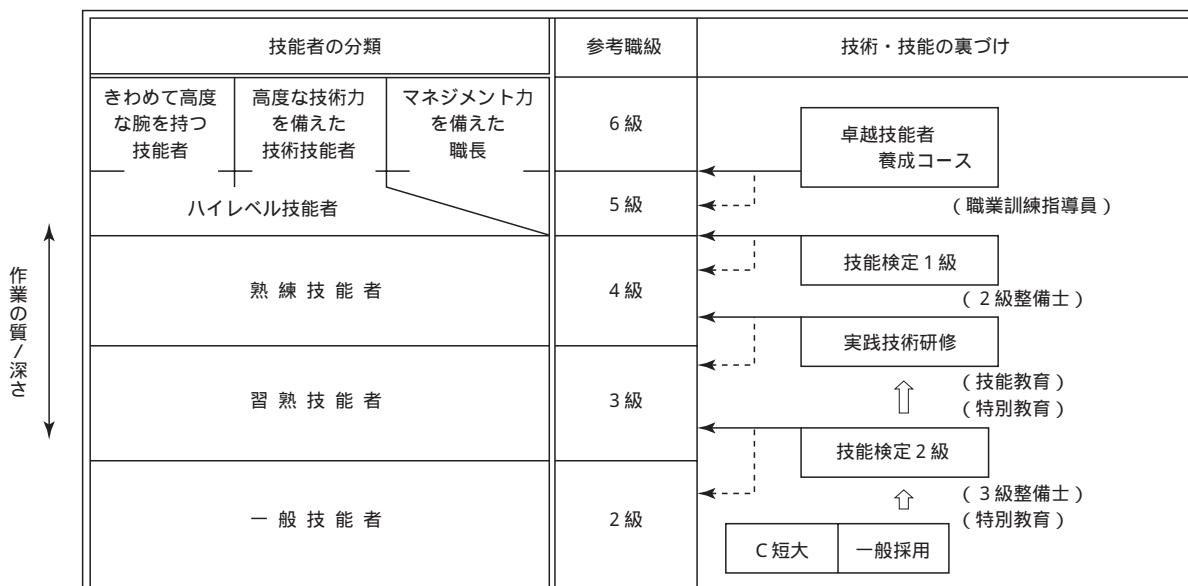 技能者の分類
参考職級
技術・技能の裏づけ
きわめて高度
な腕を持つ
技能者
高度な技術力
を備えた
技術技能者
マネジメント力
を備えた
職長
6級
卓越技能者
養成コース
ハイレベル技能者
5級
(職業訓練指導員)
作業の質/深さ
熟練技能者
4級
技能検定1級
(2級整備士)
実践技術研修
習熟技能者
3級
(技能教育)
(特別教育)
技能検定2級
一般技能者
2級
(3級整備士)
(特別教育)
C短大
一般採用